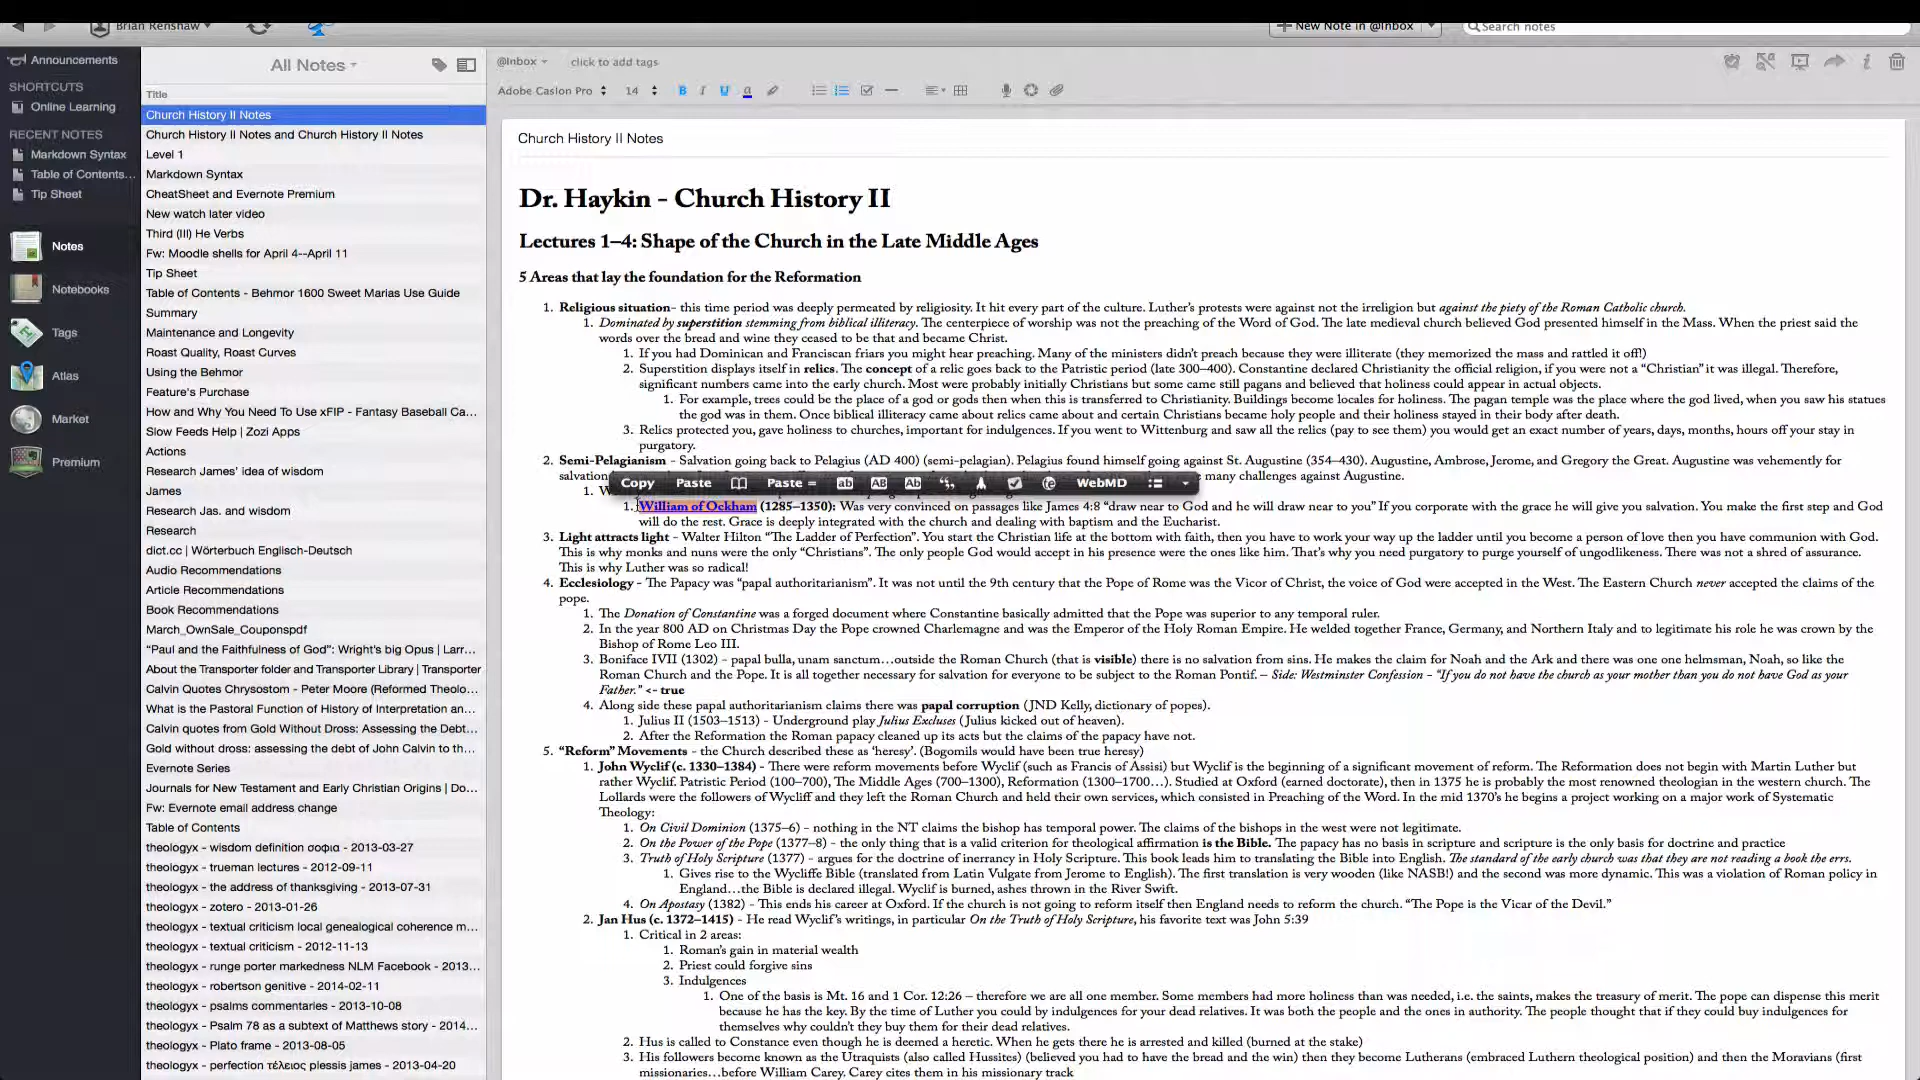 Brian Renshaw
New Note in @Inbox
Search notes
Announcements
SHORTCUTS
Online Learning
RECENT NOTES
Markdown Syntax
Table of Contents...
Tip Sheet
Notes
Notebooks
Tags
Atlas
Market
Premium
All Notes
Title
Church History II Notes
Church History II Notes and Church History II Notes
Level 1
Markdown Syntax
CheatSheet and Evernote Premium
New watch later video
Third (III) He Verbs
Fw: Moodle shells for April 4--April 11
Tip Sheet
Table of Contents - Behmor 1600 Sweet Marias Use Guide
Summary
Maintenance and Longevity
Roast Quality, Roast Curves
Using the Behmor
Feature's Purchase
How and Why You Need To Use xFIP - Fantasy Baseball Ca...
Slow Feeds Help | Zozi Apps
Actions
Research James' idea of wisdom
James
Research Jas. and wisdom
Research
dict.cc | Wörterbuch Englisch-Deutsch
Audio Recommendations
Article Recommendations
Book Recommendations
March_OwnSale_Couponspdf
“Paul and the Faithfulness of God”: Wright's big Opus | Larr...
About the Transporter folder and Transporter Library | Transporter
Calvin Quotes Chrysostom - Peter Moore (Reformed Theolo...
What is the Pastoral Function of History of Interpretation an...
Calvin quotes from Gold Without Dross: Assessing the Debt...
Gold without dross: assessing the debt of John Calvin to th...
Evernote Series
Journals for New Testament and Early Christian Origins | Do...
Fw: Evernote email address change
Table of Contents
theologyx - wisdom definition σοφια - 2013-03-27
theologyx - trueman lectures - 2012-09-11
theologyx - the address of thanksgiving - 2013-07-31
theologyx - zotero - 2013-01-26
theologyx - textual criticism local genealogical coherence m...
theologyx - textual criticism - 2012-11-13
theologyx - runge porter markedness NLM Facebook - 2013...
theologyx - robertson genitive - 2014-02-11
theologyx - psalms commentaries - 2013-10-08
theologyx - Psalm 78 as a subtext of Matthews story - 2014...
theologyx - Plato frame - 2013-08-05
theologyx - perfection τέλειος plessis james - 2013-04-20
@Inbox
click to add tags
Adobe Caslon Pro 14 B I U a
Church History II Notes
Dr. Haykin - Church History II
Lectures 1–4: Shape of the Church in the Late Middle Ages
5 Areas that lay the foundation for the Reformation
1. Religious situation– this time period was deeply permeated by religiosity. It hit every part of the culture. Luther’s protests were against not the irreligion but against the piety of the Roman Catholic church.
1. Dominated by superstition stemming from biblical illiteracy. The centerpiece of worship was not the preaching of the Word of God. The late medieval church believed God presented himself in the Mass. When the priest said the
words over the bread and wine they ceased to be that and became Christ.
1. If you had Dominican and Franciscan friars you might hear preaching. Many of the ministers didn’t preach because they were illiterate (they memorized the mass and rattled it off!)
2. Superstition displays itself in relics. The concept of a relic goes back to the Patristic period (late 300–400). Constantine declared Christianity the official religion, if you were not a “Christian” it was illegal. Therefore,
significant numbers came into the early church. Most were probably initially Christians but some came still pagans and believed that holiness could appear in actual objects.
1. For example, trees could be the place of a god or gods then when this is transferred to Christianity. Buildings become locales for holiness. The pagan temple was the place where the god lived, when you saw his statues
the god was in them. Once biblical illiteracy came about relics came about and certain Christians became holy people and their holiness stayed in their body after death.
3. Relics protected you, gave holiness to churches, important for indulgences. If you went to Wittenburg and saw all the relics (pay to see them) you would get an exact number of years, days, months, hours off your stay in
purgatory.
2. Semi-Pelagianism - Salvation going back to Pelagius (AD 400) (semi-pelagian). Pelagius found himself going against St. Augustine (354–430). Augustine, Ambrose, Jerome, and Gregory the Great. Augustine was vehemently for
many challenges against Augustine.
Copy Paste Paste = ab AB Ab WebMD
1.
1. William of Ockham (1285–1350): Was very convinced on passages like James 4:8 “draw near to God and he will draw near to you” If you corporate with the grace he will give you salvation. You make the first step and God
will do the rest. Grace is deeply integrated with the church and dealing with baptism and the Eucharist.
3. Light attracts light - Walter Hilton “The Ladder of Perfection”. You start the Christian life at the bottom with faith, then you have to work your way up the ladder until you become a person of love then you have communion with God.
This is why monks and nuns were the only “Christians”. The only people God would accept in his presence were the ones like him. That’s why you need purgatory to purge yourself of ungodlikeness. There was not a shred of assurance.
This is why Luther was so radical!
4. Ecclesiology - The Papacy was “papal authoritarianism”. It was not until the 9th century that the Pope of Rome was the Vicor of Christ, the voice of God were accepted in the West. The Eastern Church never accepted the claims of the
pope.
1. The Donation of Constantine was a forged document where Constantine basically admitted that the Pope was superior to any temporal ruler.
2. In the year 800 AD on Christmas Day the Pope crowned Charlemagne and was the Emperor of the Holy Roman Empire. He welded together France, Germany, and Northern Italy and to legitimate his role he was crown by the
Bishop of Rome Leo III.
3. Boniface IVII (1302) - papal bulla, unam sanctum…outside the Roman Church (that is visible) there is no salvation from sins. He makes the claim for Noah and the Ark and there was one one helmsman, Noah, so like the
Roman Church and the Pope. It is all together necessary for salvation for everyone to be subject to the Roman Pontif. – Side: Westminster Confession - “If you do not have the church as your mother than you do not have God as your
Father.” <- true
4. Along side these papal authoritarianism claims there was papal corruption (JND Kelly, dictionary of popes).
1. Julius II (1503–1513) - Underground play Julius Excluses (Julius kicked out of heaven).
2. After the Reformation the Roman papacy cleaned up its acts but the claims of the papacy have not.
5. “Reform” Movements - the Church described these as ‘heresy’. (Bogomils would have been true heresy)
1. John Wyclif (c. 1330–1384) - There were reform movements before Wyclif (such as Francis of Assisi) but Wyclif is the beginning of a significant movement of reform. The Reformation does not begin with Martin Luther but
rather Wyclif. Patristic Period (100–700), The Middle Ages (700–1300), Reformation (1300–1700…). Studied at Oxford (earned doctorate), then in 1375 he is probably the most renowned theologian in the western church. The
Lollards were the followers of Wycliff and they left the Roman Church and held their own services, which consisted in Preaching of the Word. In the mid 1370’s he begins a project working on a major work of Systematic
Theology:
1. On Civil Dominion (1375–6) - nothing in the NT claims the bishop has temporal power. The claims of the bishops in the west were not legitimate.
2. On the Power of the Pope (1377–8) - the only thing that is a valid criterion for theological affirmation is the Bible. The papacy has no basis in scripture and scripture is the only basis for doctrine and practice
3. Truth of Holy Scripture (1377) - argues for the doctrine of inerrancy in Holy Scripture. This book leads him to translating the Bible into English. The standard of the early church was that they are not reading a book the errs.
1. Gives rise to the Wycliffe Bible (translated from Latin Vulgate from Jerome to English). The first translation is very wooden (like NASB!) and the second was more dynamic. This was a violation of Roman policy in
England…the Bible is declared illegal. Wyclif is burned, ashes thrown in the River Swift.
4. On Apostasy (1382) - This ends his career at Oxford. If the church is not going to reform itself then England needs to reform the church. “The Pope is the Vicar of the Devil.”
2. Jan Hus (c. 1372–1415) - He read Wyclif’s writings, in particular On the Truth of Holy Scripture, his favorite text was John 5:39
1. Critical in 2 areas:
1. Roman’s gain in material wealth
2. Priest could forgive sins
3. Indulgences
1. One of the basis is Mt. 16 and 1 Cor. 12:26 – therefore we are all one member. Some members had more holiness than was needed, i.e. the saints, makes the treasury of merit. The pope can dispense this merit
because he has the key. By the time of Luther you could by indulgences for your dead relatives. It was both the people and the ones in authority. The people thought that if they could buy indulgences for
themselves why couldn’t they buy them for their dead relatives.
2. Hus is called to Constance even though he is deemed a heretic. When he gets there he is arrested and killed (burned at the stake)
3. His followers become known as the Utraquists (also called Hussites) (believed you had to have the bread and the win) then they become Lutherans (embraced Luthern theological position) and then the Moravians (first
missionaries…before William Carey. Carey cites them in his missionary track